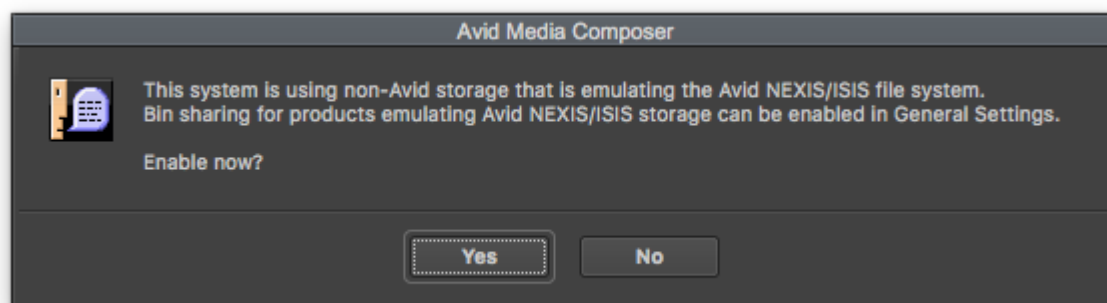 Avid Media Composer
This system is using non-Avid storage that is emulating the Avid NEXIS/ISIS file system.
Bin sharing for products emulating Avid NEXIS/ISIS storage can be enabled in General Settings.
Enable now?
Yes
No